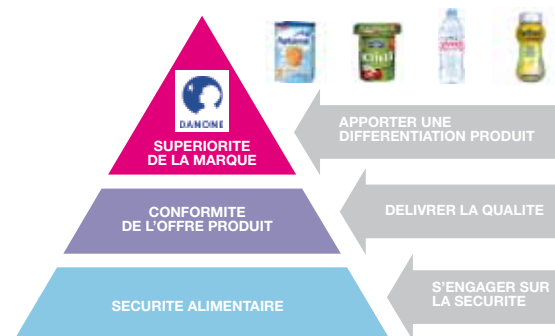 DANONE
SUPERIORITE
DE LA MARQUE
APPORTER UNE
DIFFERENTIATION PRODUIT
CONFORMITE
DE L'OFFRE PRODUIT
DELIVRER LA QUALITE
SECURITE ALIMENTAIRE
S'ENGAGER SUR
LA SECURITE